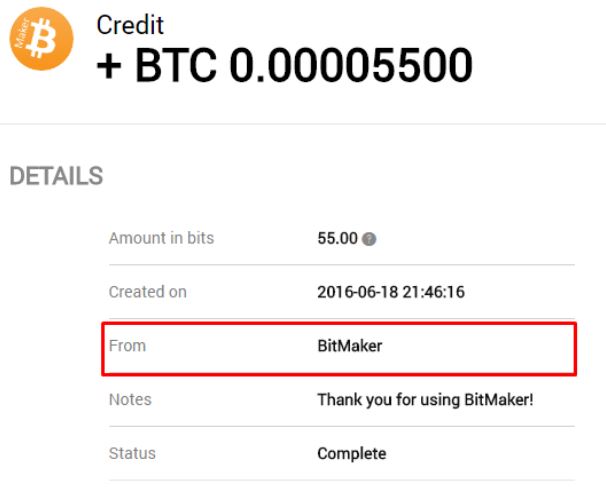 Maker
Credit
+ BTC 0.00005500
DETAILS
Amount in bits 55.00 ?
Created on 2016-06-18 21:46:16
From BitMaker
Notes Thank you for using BitMaker!
Status Complete